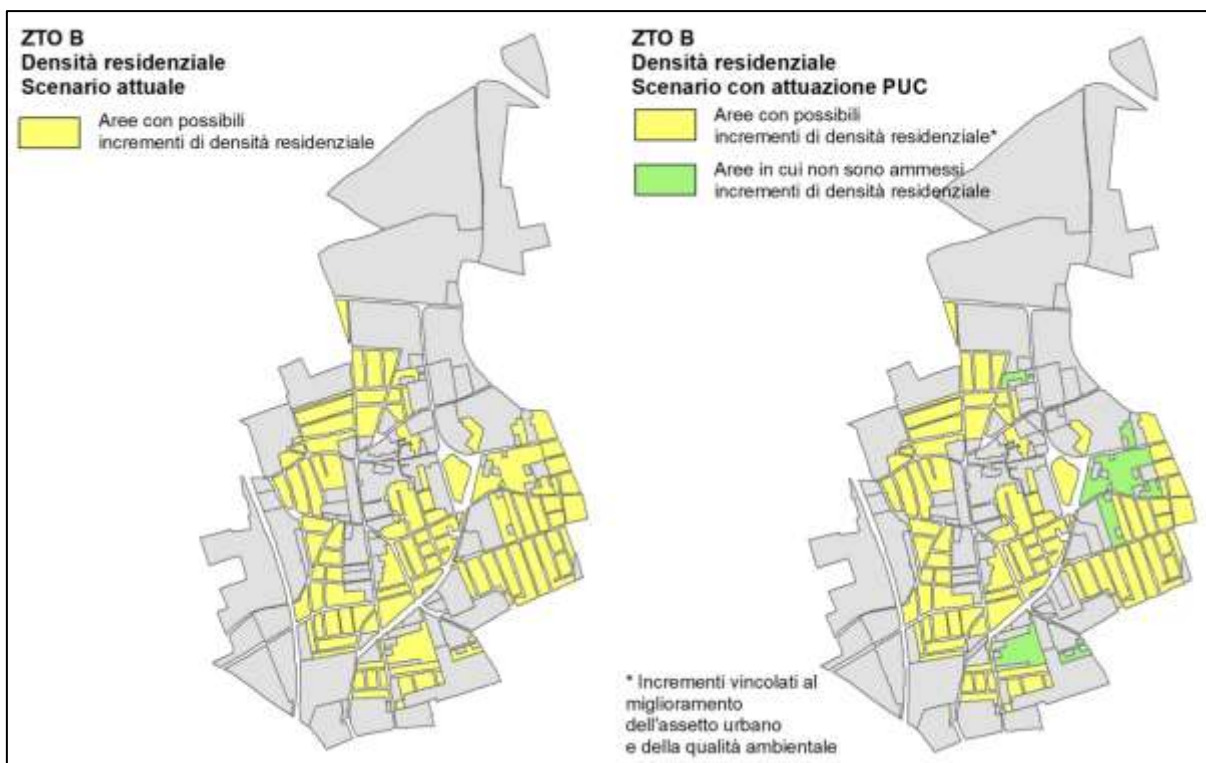 ZTO B
Densità residenziale
Scenario attuale
Aree con possibili
incrementi di densità residenziale
ZTO B
Densità residenziale
Scenario con attuazione PUC
Aree con possibili
incrementi di densità residenziale*
Aree in cui non sono ammessi
incrementi di densità residenziale
* Incrementi vincolati al
miglioramento
dell'assetto urbano
e della qualità ambientale